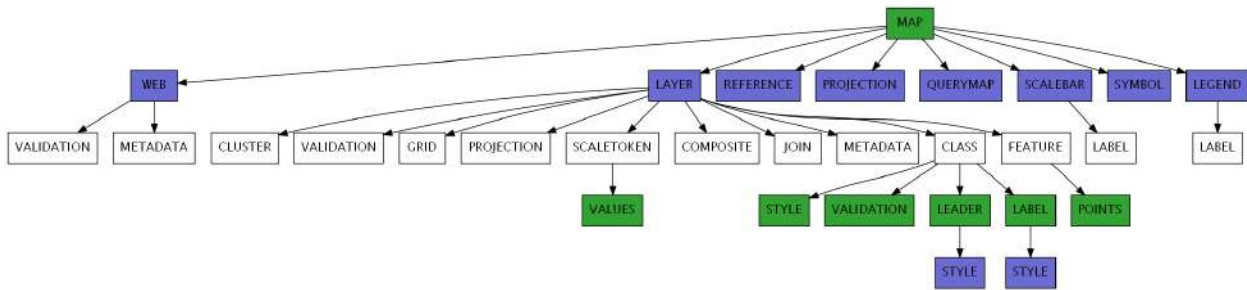 MAP
WEB
LAYER
REFERENCE
PROJECTION
QUERYMAP
SCALEBAR
SYMBOL
LEGEND
VALIDATION
METADATA
CLUSTER
VALIDATION
GRID
PROJECTION
SCALETOKEN
COMPOSITE
JOIN
METADATA
CLASS
FEATURE
LABEL
LABEL
VALUES
STYLE
VALIDATION
LEADER
LABEL
POINTS
STYLE
STYLE